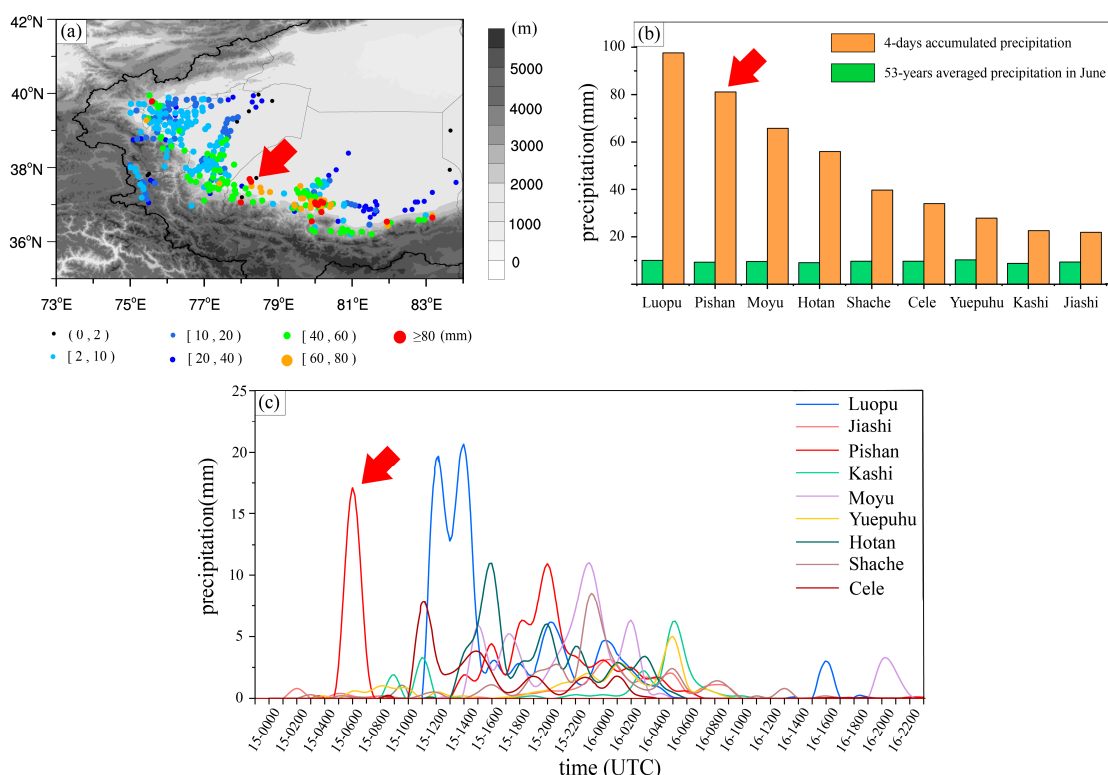 (a)
42°N
40°N
38°N
36°N
73°E
75°E
77°E
79°E
81°E
83°E
(m)
5000
4000
3000
2000
1000
0
( 0 , 2 )
[ 10 , 20 )
[ 40 , 60 )
≥80 (mm)
[ 2 , 10 )
[ 20 , 40 )
[ 60 , 80 )
(b)
4-days accumulated precipitation
53-years averaged precipitation in June
precipitation(mm)
100
80
60
40
20
Luopu
Pishan
Moyu
Hotan
Shache
Cele
Yuepuhu
Kashi
Jiashi
(c)
precipitation(mm)
25
20
15
10
5
0
Luopu
Jiashi
Pishan
Kashi
Moyu
Yuepuhu
Hotan
Shache
Cele
15-0000
15-0200
15-0400
15-0600
15-0800
15-1000
15-1200
15-1400
15-1600
15-1800
15-2000
15-2200
16-0000
16-0200
16-0400
16-0600
16-0800
16-1000
16-1200
16-1400
16-1600
16-1800
16-2000
16-2200
time (UTC)